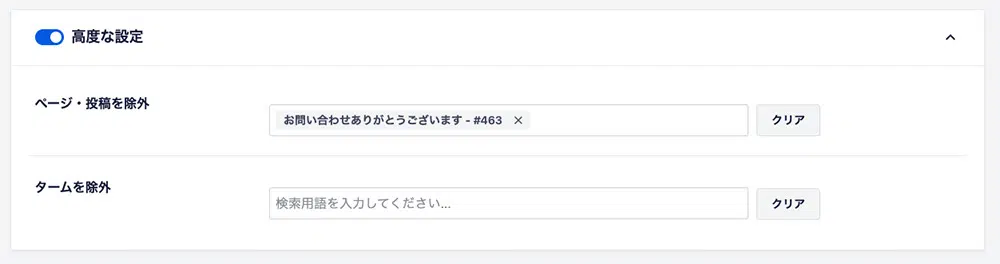 高度な設定
ページ・投稿を除外
お問い合わせありがとうございます - #463 ×
クリア
タームを除外
検索用語を入力してください...
クリア